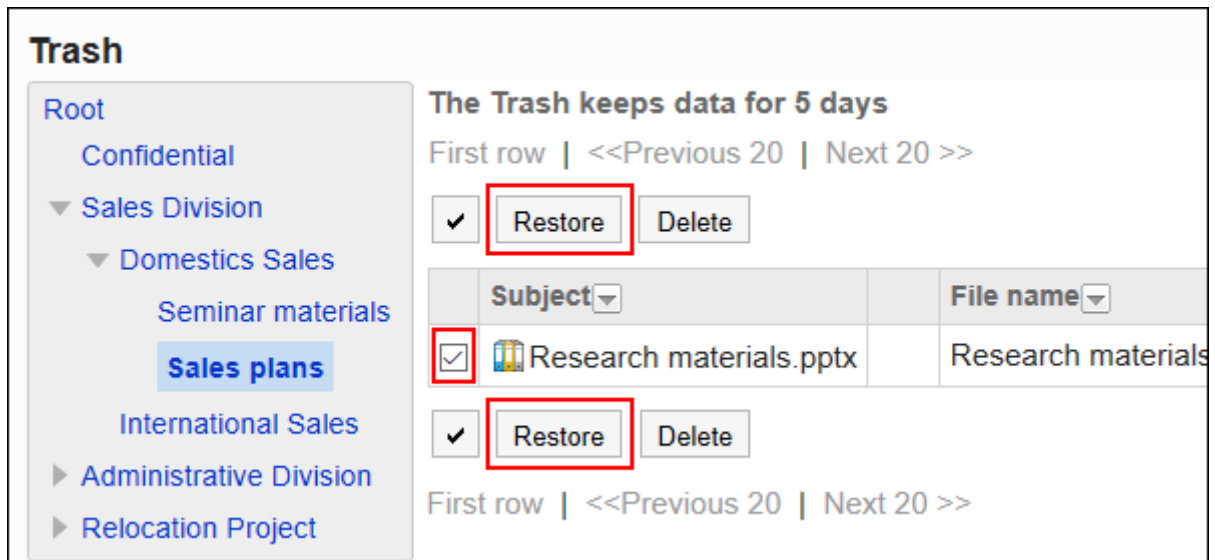 Trash
Root
Confidential
Sales Division
Domestics Sales
Seminar materials
Sales plans
International Sales
Administrative Division
Relocation Project
The Trash keeps data for 5 days
First row | <<Previous 20 | Next 20 >>
Restore Delete
Subject File name
Research materials.pptx Research materials
Restore Delete
First row | <<Previous 20 | Next 20 >>